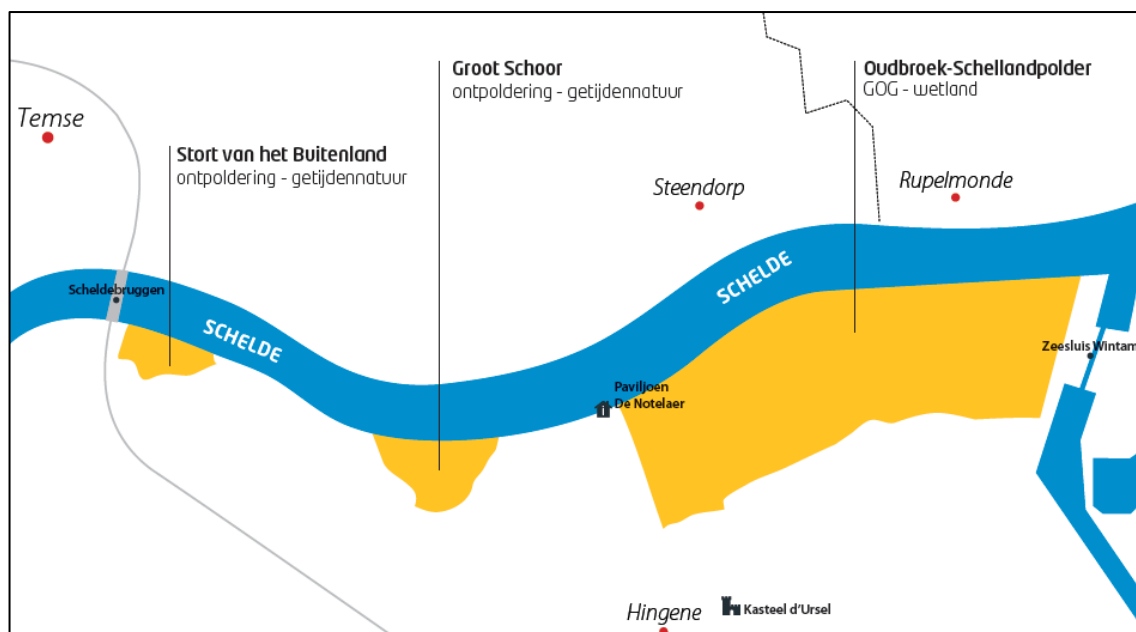 Groot Schoor
ontpoldering - getijdennatuur
Oudbroek-Schellandpolder
GOG - wetland
Temse
Stort van het Buitenland
ontpoldering - getijdennatuur
Steendorp
Rupelmonde
Scheldebruggen
SCHELDE
SCHELDE
Zeesluis Wintam
Paviljoen
De Notelaer
Hingene
Kasteel d'Ursel